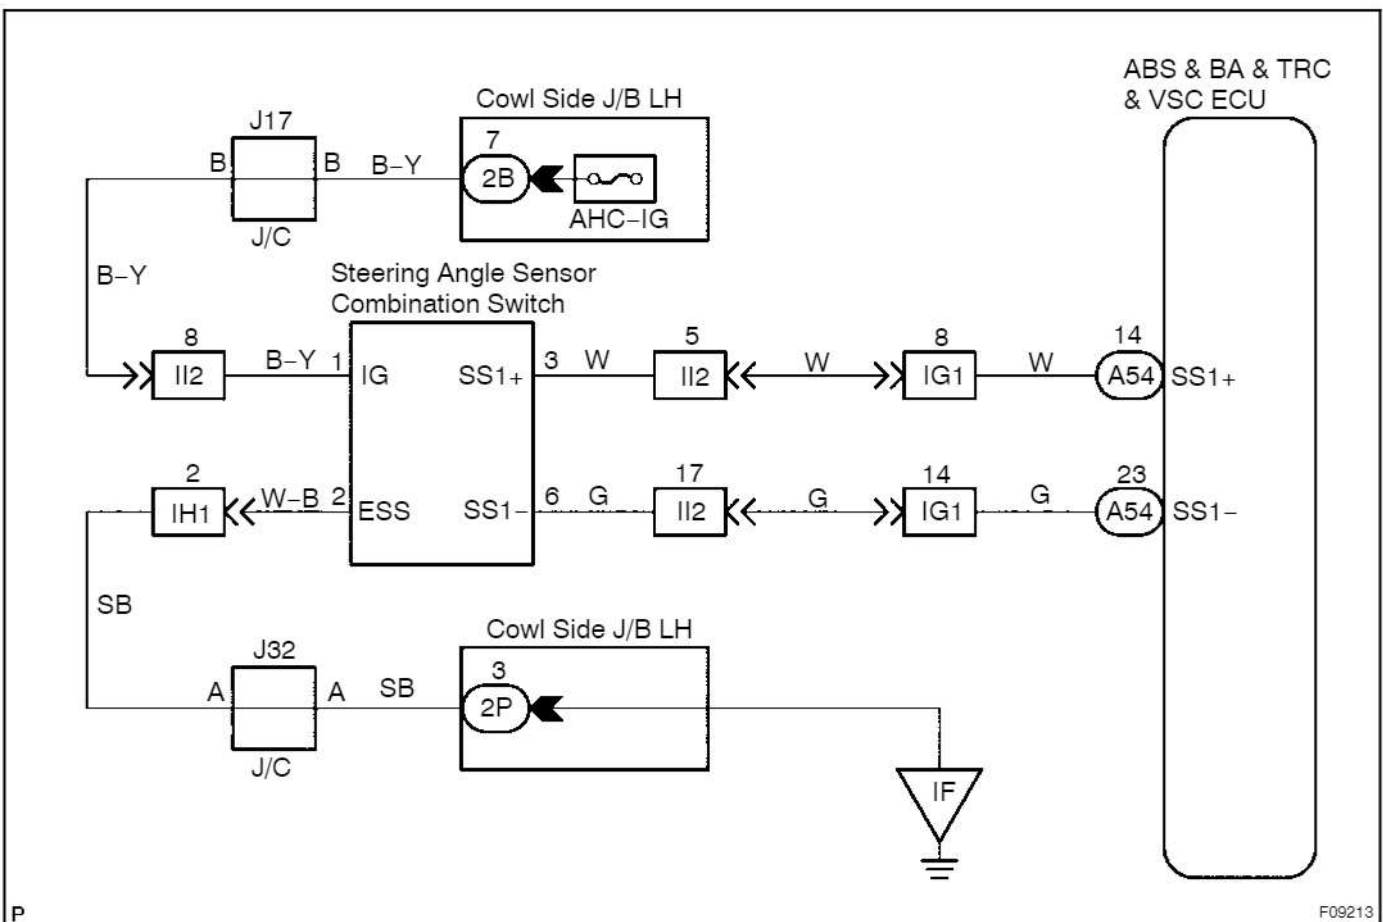 ABS & BA & TRC
& VSC ECU
Cowl Side J/B LH
J17
7
B
B
B-Y
2B
AHC-IG
J/C
B-Y
Steering Angle Sensor
Combination Switch
8
II2
B-Y
1
IG
SS1+
3
W
5
II2
W
8
IG1
W
14
A54
SS1+
2
IH1
W-B
2
ESS
SS1-
6
G
17
II2
G
14
IG1
G
23
A54
SS1-
SB
Cowl Side J/B LH
J32
3
A
A
SB
2P
J/C
IF
P
F09213